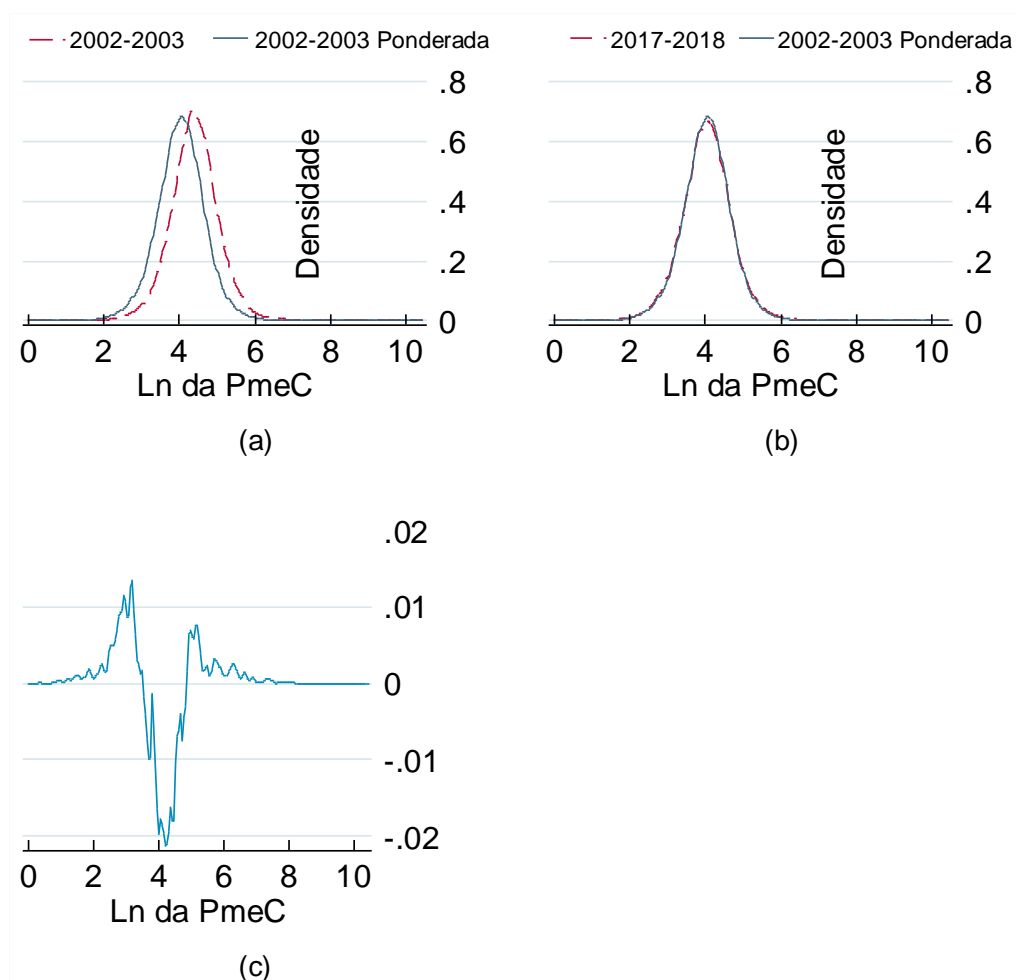 2002-2003 2002-2003 Ponderada
.8
.6
.4
.2
0
Densidade
0 2 4 6 8 10
Ln da PmeC
(a)
2017-2018 2002-2003 Ponderada
.8
.6
.4
.2
0
Densidade
0 2 4 6 8 10
Ln da PmeC
(b)
.02
.01
0
-.01
-.02
0 2 4 6 8 10
Ln da PmeC
(c)